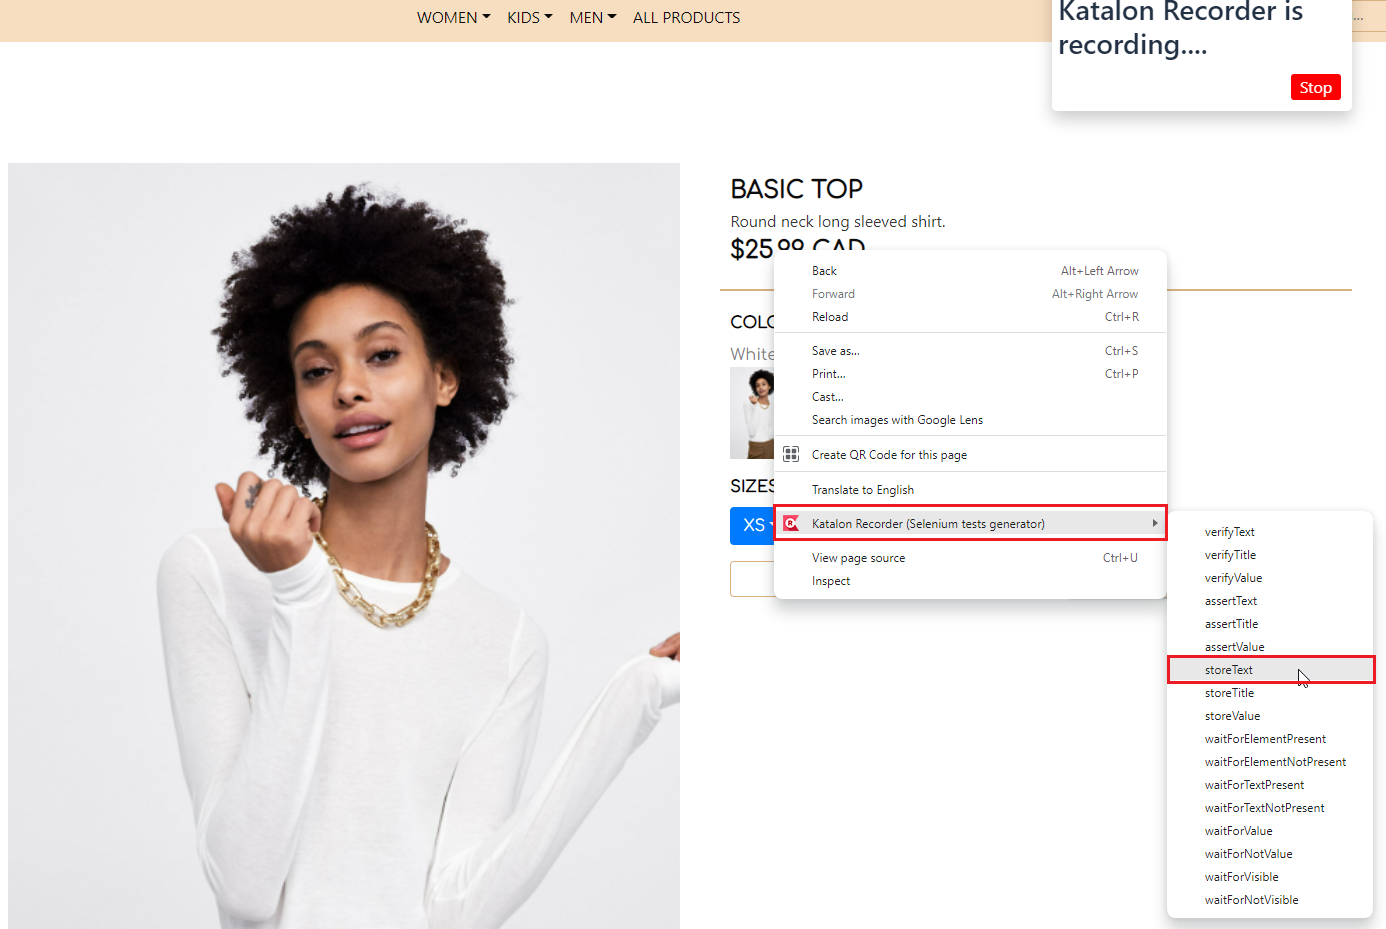 WOMEN KIDS MEN ALL PRODUCTS
Katalon Recorder is
recording....
Stop
...
BASIC TOP
Round neck long sleeved shirt.
$25.99 CAD
COLO
White
SIZES
XS
Back Alt+Left Arrow
Forward Alt+Right Arrow
Reload Ctrl+R
Save as... Ctrl+S
Print... Ctrl+P
Cast...
Search images with Google Lens
Create QR Code for this page
Translate to English
Katalon Recorder (Selenium tests generator)
View page source Ctrl+U
Inspect
verifyText
verifyTitle
verifyValue
assertText
assertTitle
assertValue
storeText
storeTitle
storeValue
waitForElementPresent
waitForElementNotPresent
waitForTextPresent
waitForTextNotPresent
waitForValue
waitForNotValue
waitForVisible
waitForNotVisible